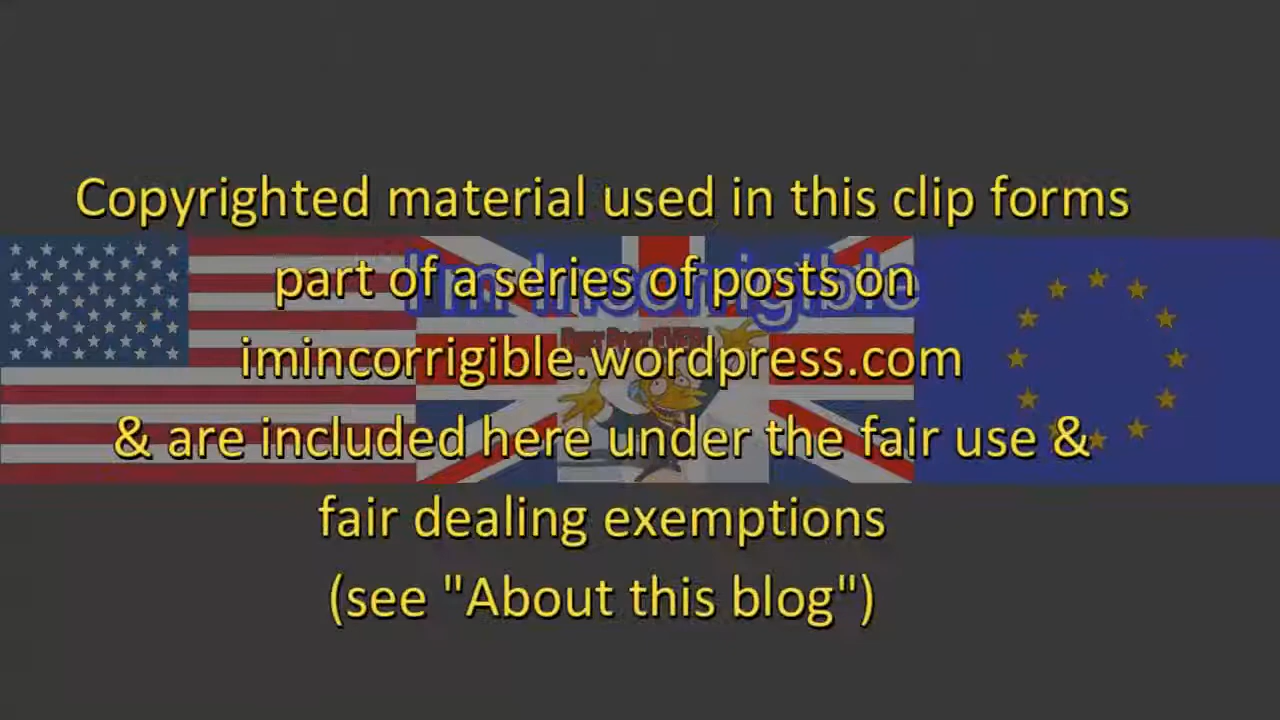 Copyrighted material used in this clip forms
I'm Incorrigible
part of a series of posts on
imincorrigible.wordpress.com
& are included here under the fair use &
fair dealing exemptions
(see "About this blog")